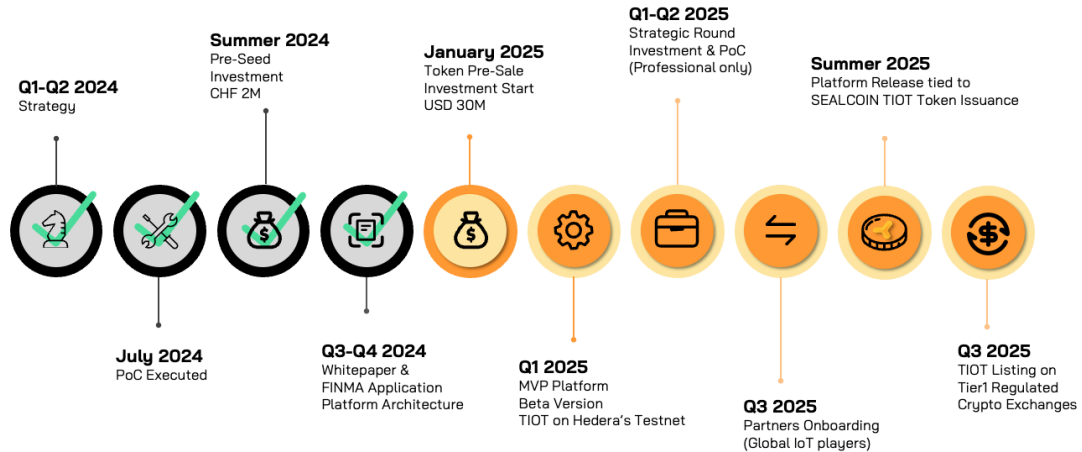 Q1-Q2 2024
Strategy
July 2024
PoC Executed
Summer 2024
Pre-Seed
Investment
CHF 2M
Q3-Q4 2024
Whitepaper &
FINMA Application
Platform Architecture
January 2025
Token Pre-Sale
Investment Start
USD 30M
Q1 2025
MVP Platform
Beta Version
TIOT on Hedera's Testnet
Q1-Q2 2025
Strategic Round
Investment & PoC
(Professional only)
Q3 2025
Partners Onboarding
(Global IoT players)
Summer 2025
Platform Release tied to
SEALCOIN TIOT Token Issuance
Q3 2025
TIOT Listing on
Tier1 Regulated
Crypto Exchanges